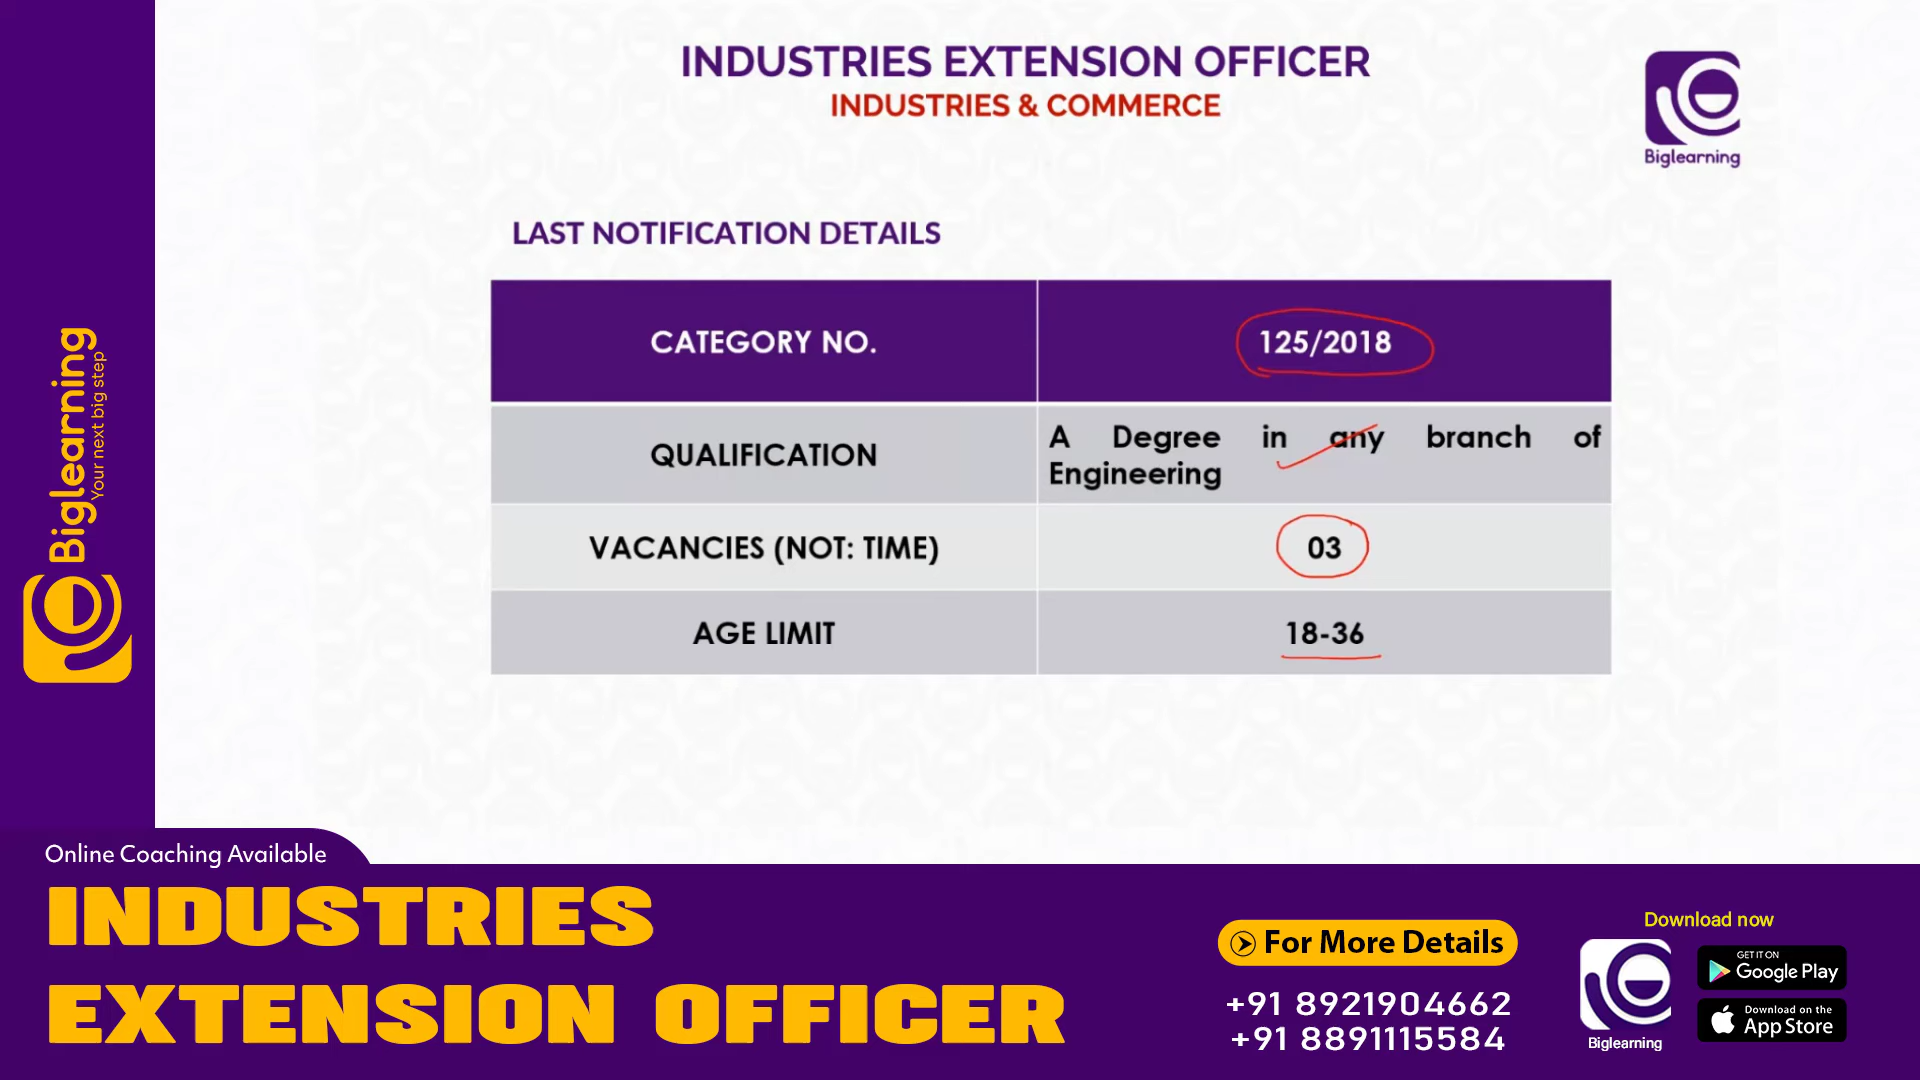 INDUSTRIES EXTENSION OFFICER
INDUSTRIES & COMMERCE
Biglearning
LAST NOTIFICATION DETAILS
CATEGORY NO. 125/2018
QUALIFICATION A Degree in any branch of
Engineering
VACANCIES (NOT: TIME) 03
AGE LIMIT 18-36
Biglearning
Your next big step
Online Coaching Available
INDUSTRIES
EXTENSION OFFICER
For More Details
+91 8921904662
+91 8891115584
Download now
Biglearning
GET IT ON
Google Play
Download on the
App Store